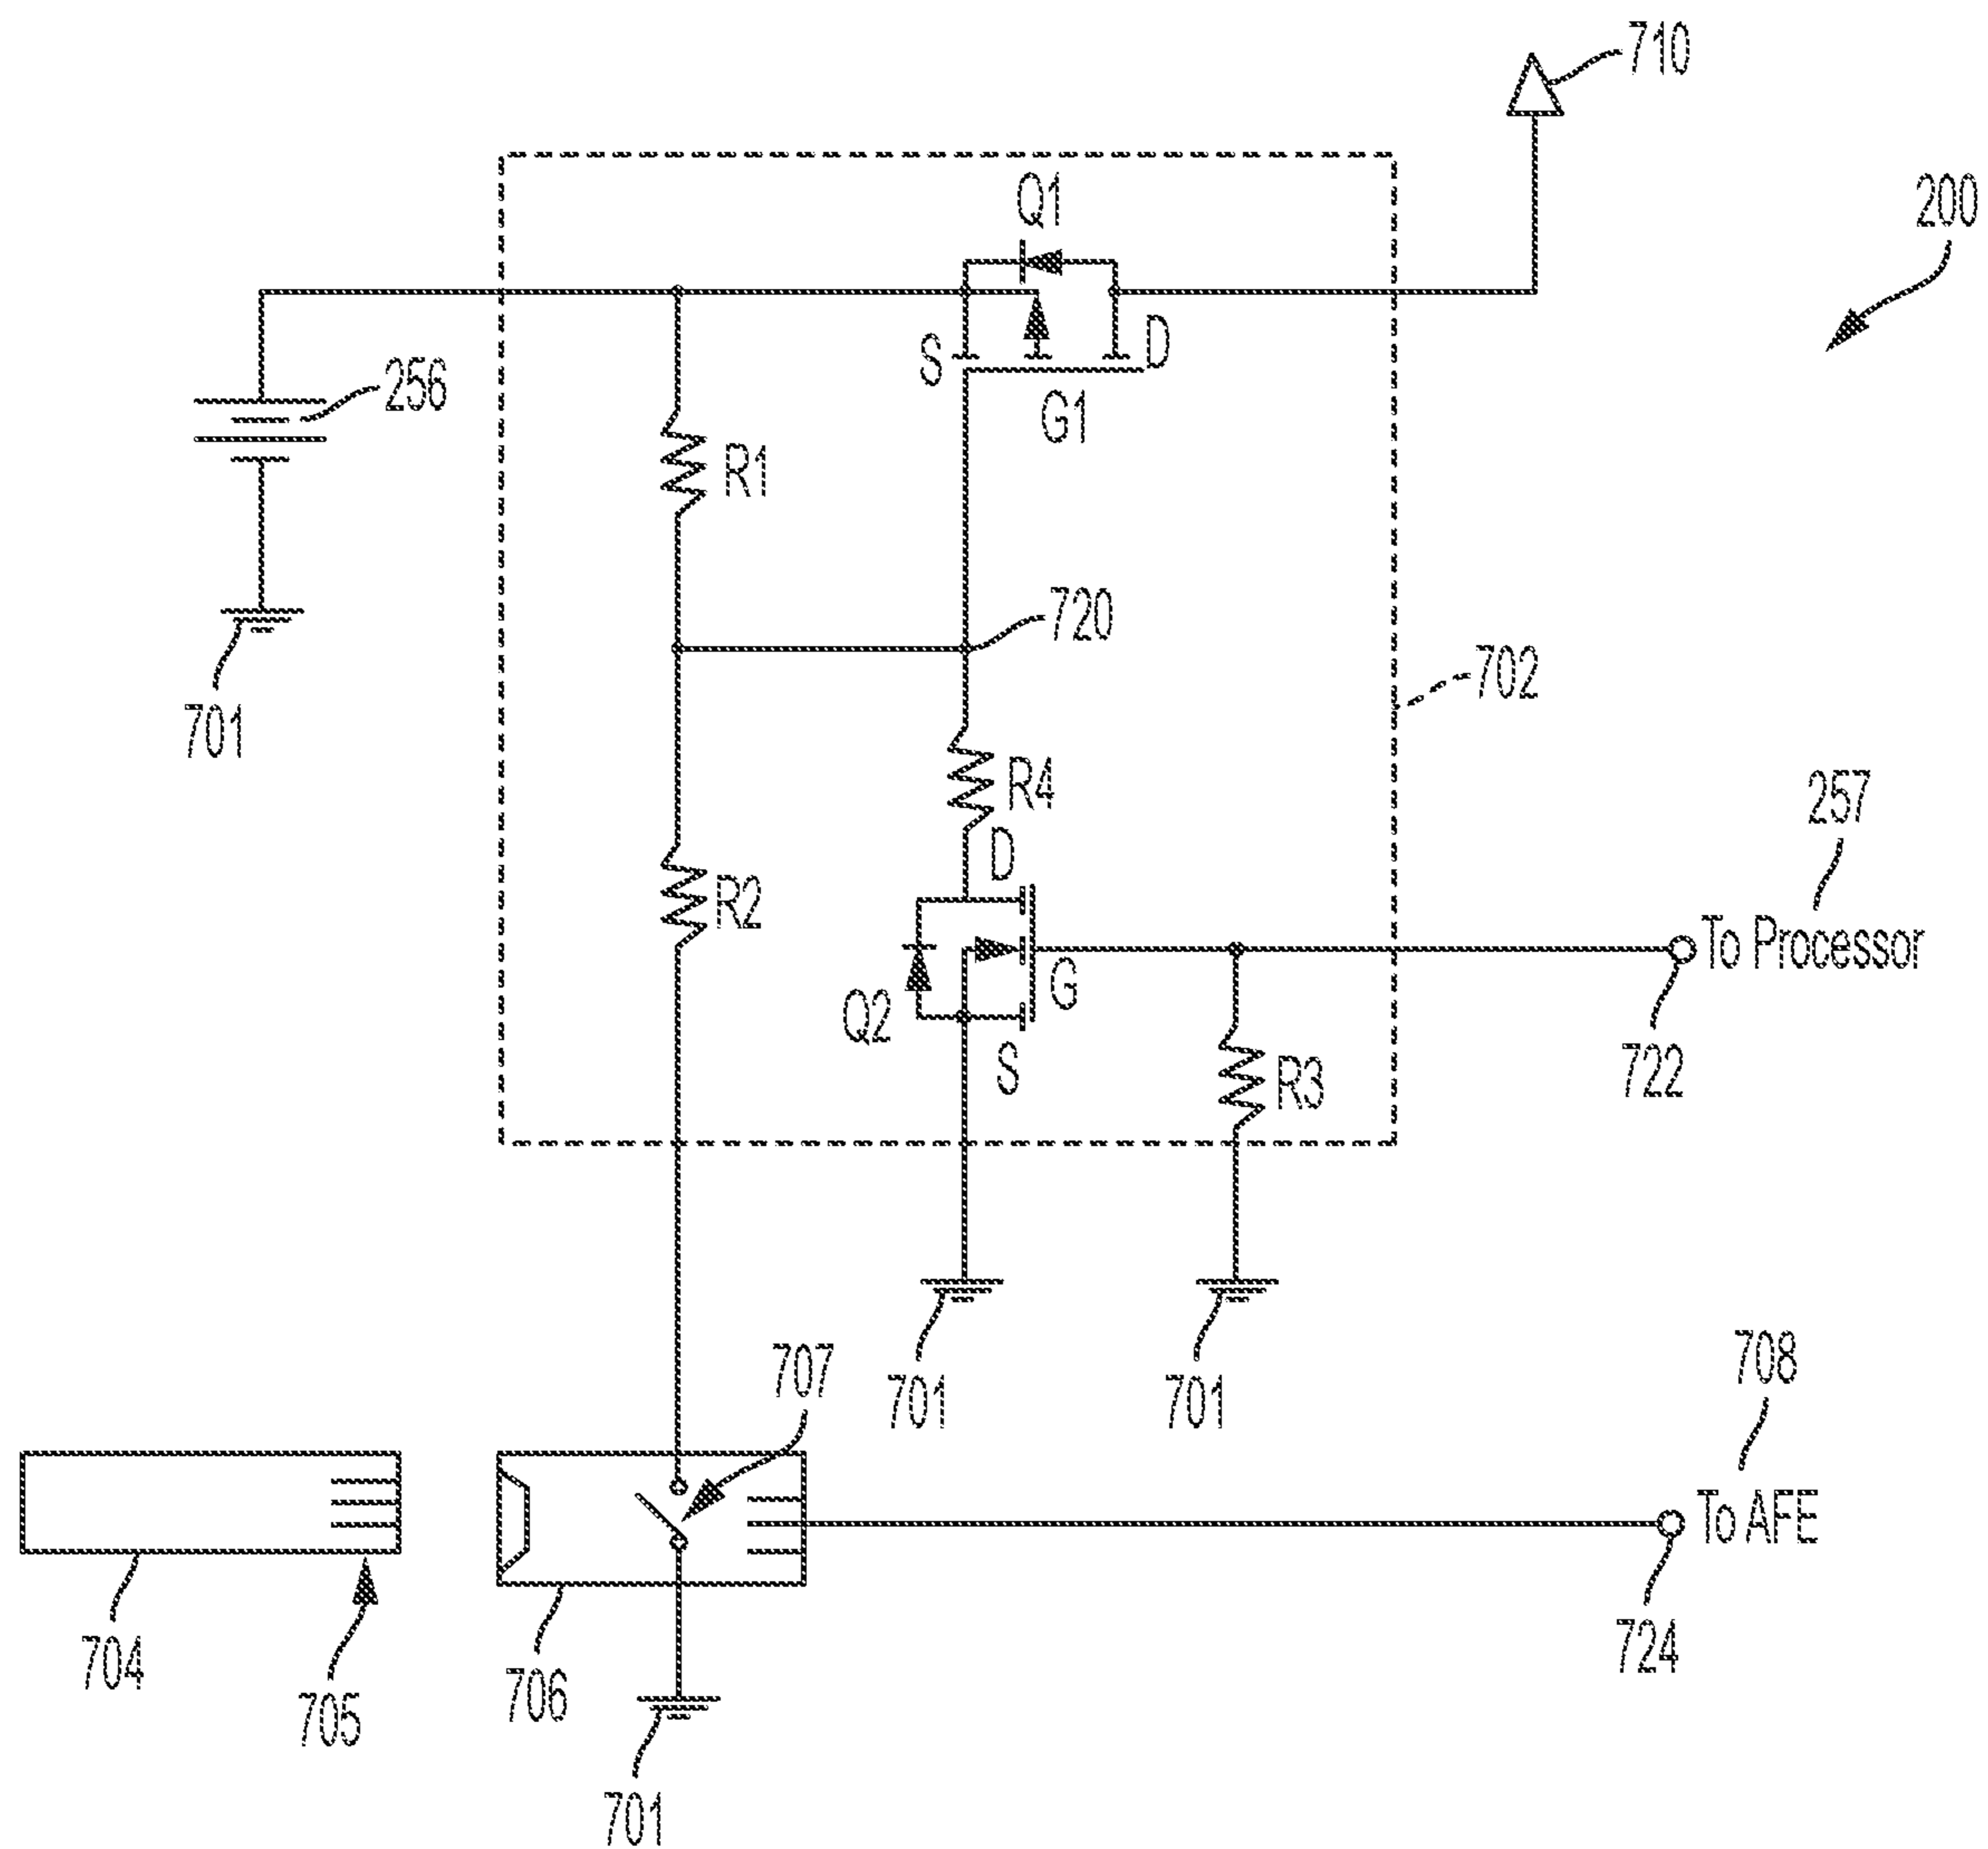 710
200
Q1
S
D
G1
256
R1
720
701
702
R4
D
257
To Processor
R2
G
Q2
S
R3
722
707
701
701
708
To AFE
704
705
706
701
724